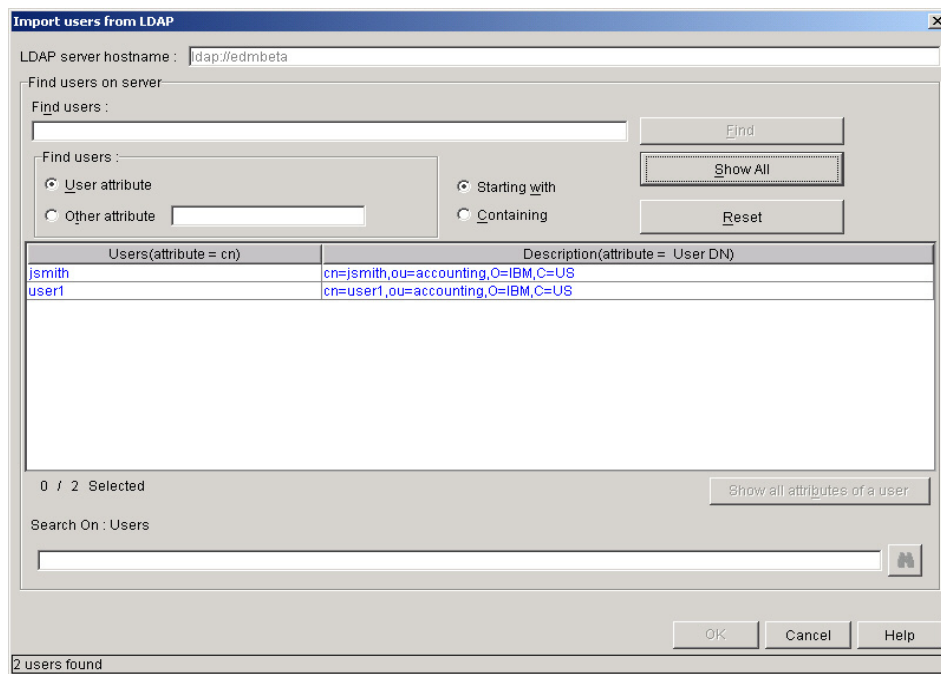 Import users from LDAP
LDAP server hostname : ldap://edmbeta
Find users on server
Find users :
Find
Find users :
User attribute
Starting with
Show All
Other attribute
Containing
Reset
Users(attribute = cn) Description(attribute = User DN)
jsmith cn=jsmith,ou=accounting,O=IBM,C=US
user1 cn=user1,ou=accounting,O=IBM,C=US
0 / 2 Selected
Show all attributes of a user
Search On : Users
OK Cancel Help
2 users found